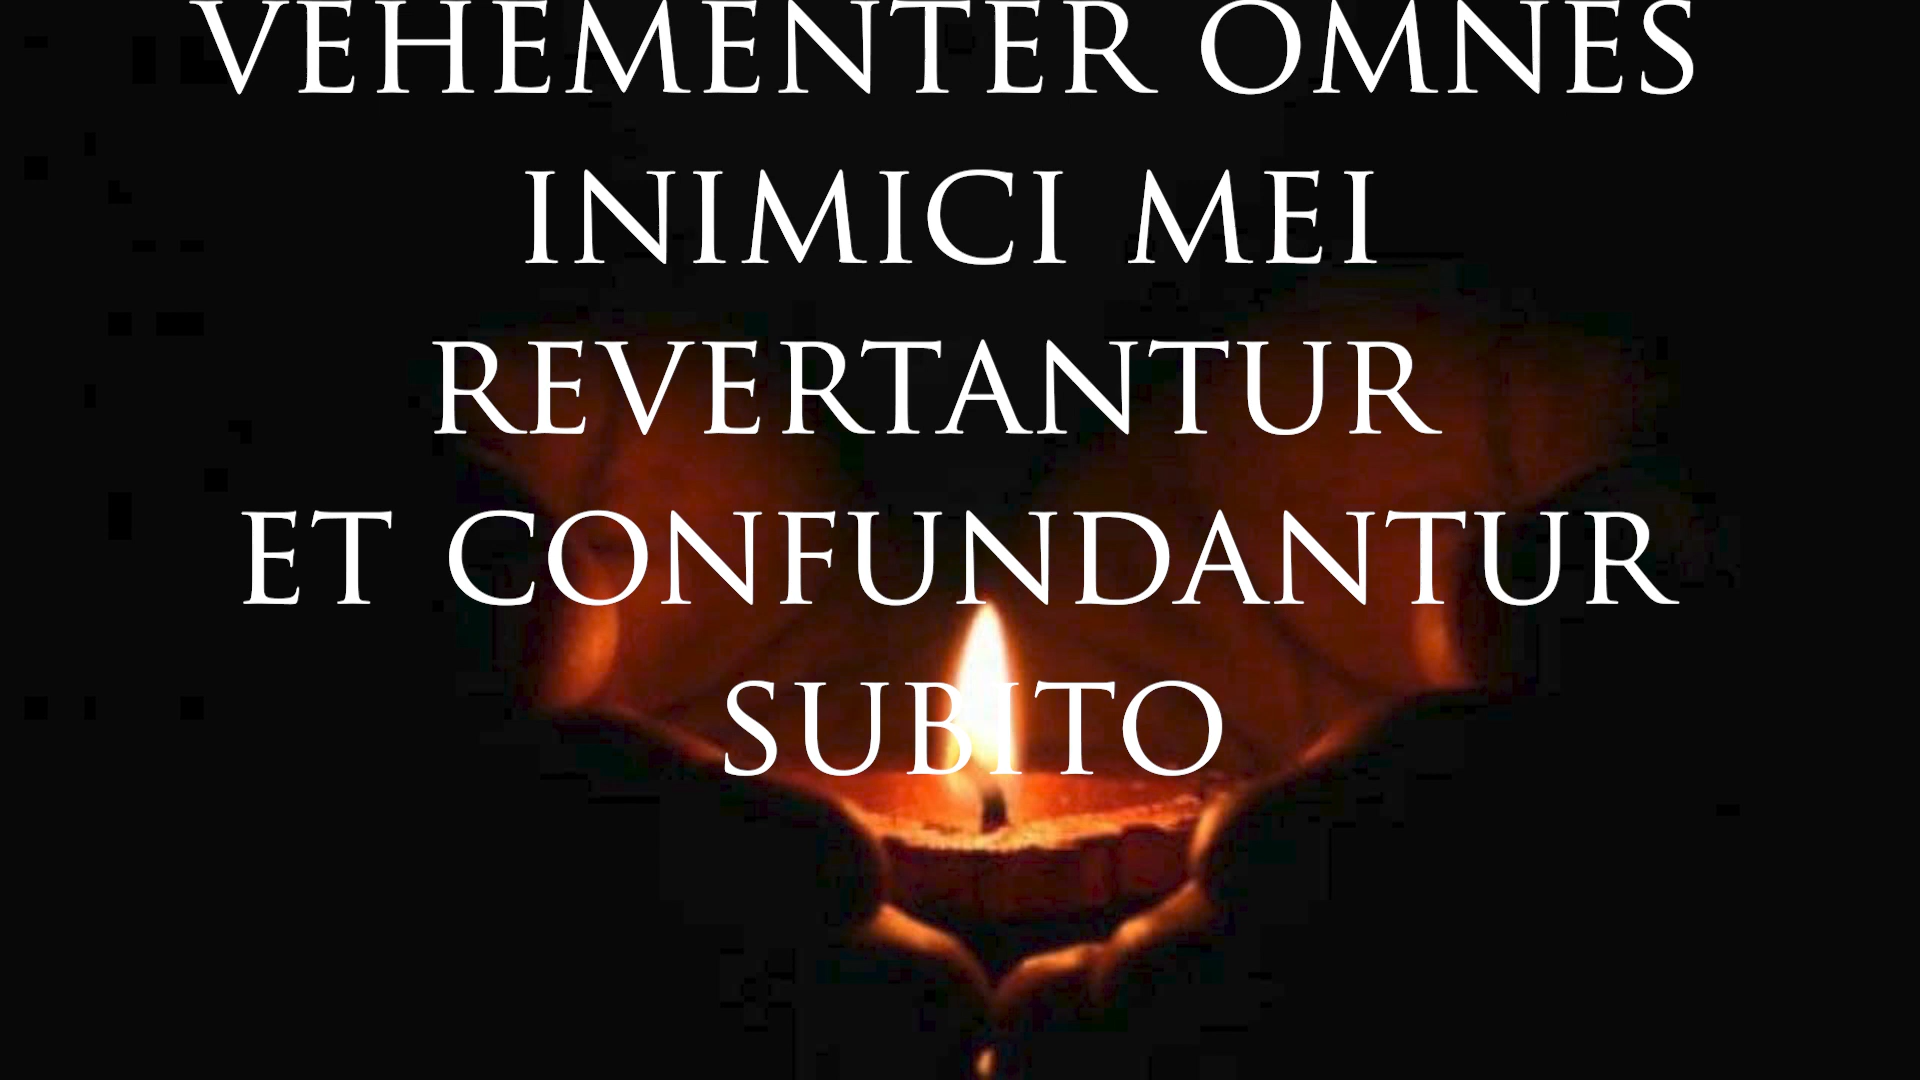 VEHEMENTER OMNES
INIMICI MEI
REVERTANTUR
ET CONFUNDANTUR
SUBITO